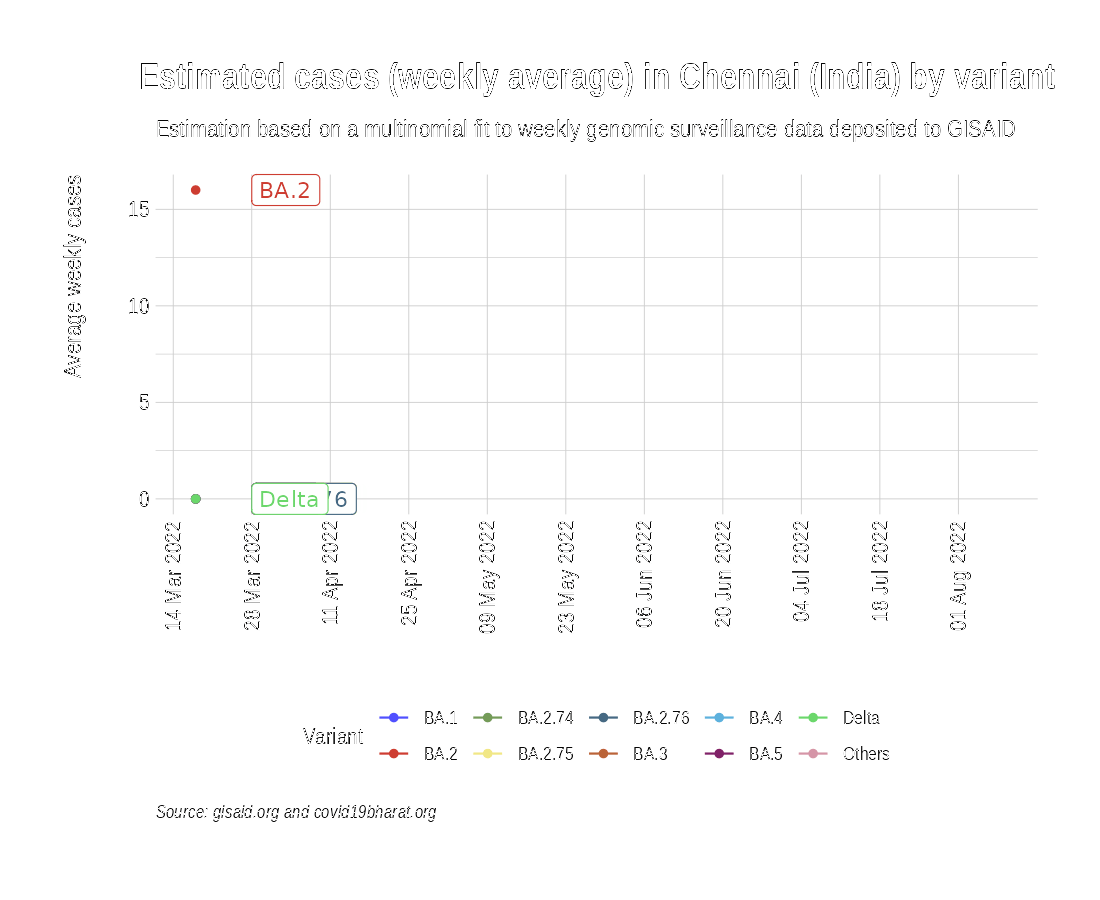 Estimated cases (weekly average) in Chennai (India) by variant
Estimation based on a multinomial fit to weekly genomic surveillance data deposited to GISAID
Average weekly cases
15
10
5
0
BA.2
Delta
76
14 Mar 2022
28 Mar 2022
11 Apr 2022
25 Apr 2022
09 May 2022
23 May 2022
06 Jun 2022
20 Jun 2022
04 Jul 2022
18 Jul 2022
01 Aug 2022
Variant
BA.1
BA.2.74
BA.2.76
BA.4
Delta
BA.2
BA.2.75
BA.3
BA.5
Others
Source: gisaid.org and covid19bharat.org